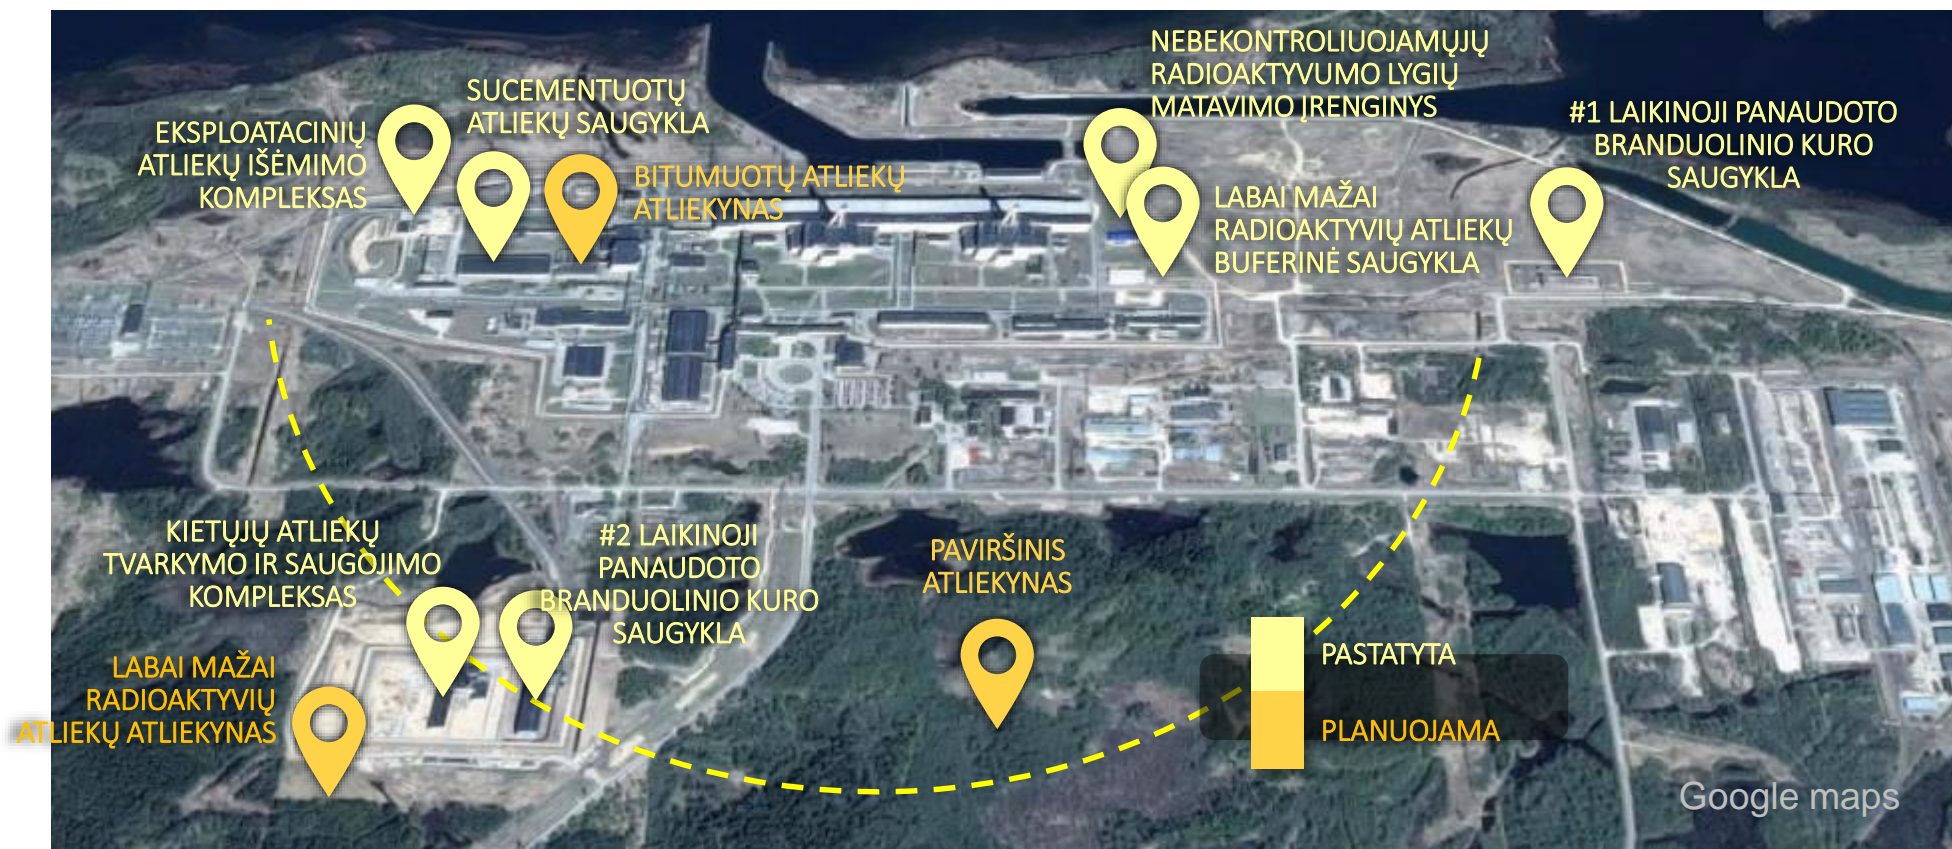 EKSPLOATACINIŲ
ATLIEKŲ IŠĖMIMO
KOMPLEKSAS
SUCEMENTUOTŲ
ATLIEKŲ SAUGYKLA
BITUMUOTŲ ATLIEKŲ
ATLIEKYNAS
NEBEKONTROLIUOJAMŲJŲ
RADIOAKTYVUMO LYGIŲ
MATAVIMO ĮRENGINYS
LABAI MAŽAI
RADIOAKTYVIŲ ATLIEKŲ
BUFERINĖ SAUGYKLA
#1 LAIKINOJI PANAUDOTO
BRANDUOLINIO KURO
SAUGYKLA
KIETŲJŲ ATLIEKŲ
TVARKYMO IR SAUGOJIMO
KOMPLEKSAS
#2 LAIKINOJI
PANAUDOTO
BRANDUOLINIO KURO
SAUGYKLA
PAVIRŠINIS
ATLIEKYNAS
LABAI MAŽAI
RADIOAKTYVIŲ
ATLIEKŲ ATLIEKYNAS
PASTATYTA
PLANUOJAMA
Google maps